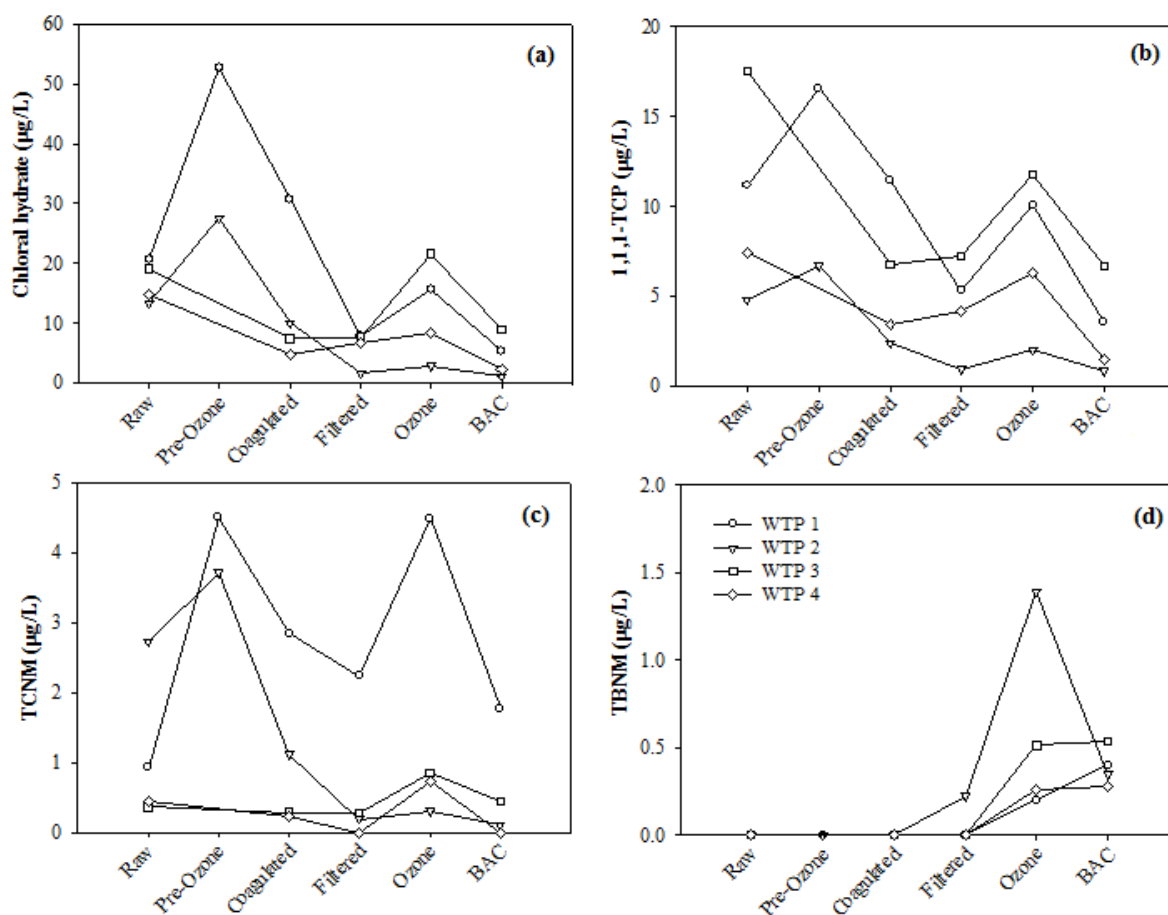 (a)
Chloral hydrate (µg/L)
60
50
40
30
20
10
0
Raw
Pre-Ozone
Coagulated
Filtered
Ozone
BAC
(b)
1,1,1-TCP (µg/L)
20
15
10
5
0
Raw
Pre-Ozone
Coagulated
Filtered
Ozone
BAC
(c)
TCNM (µg/L)
5
4
3
2
1
0
Raw
Pre-Ozone
Coagulated
Filtered
Ozone
BAC
(d)
TBNM (µg/L)
2.0
1.5
1.0
0.5
0.0
WTP 1
WTP 2
WTP 3
WTP 4
Raw
Pre-Ozone
Coagulated
Filtered
Ozone
BAC